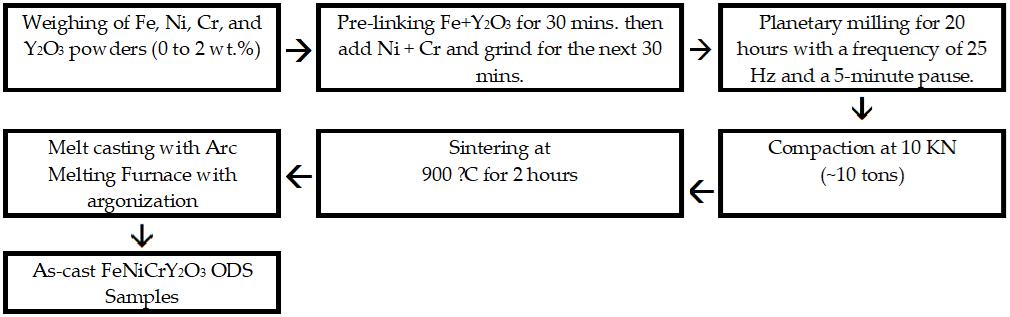 Weighing of Fe, Ni, Cr, and
Y₂O₃ powders (0 to 2 wt.%)
Pre-linking Fe+Y₂O₃ for 30 mins. then
add Ni + Cr and grind for the next 30
mins.
Planetary milling for 20
hours with a frequency of 25
Hz and a 5-minute pause.
Compaction at 10 KN
(~10 tons)
Sintering at
900 ?C for 2 hours
Melt casting with Arc
Melting Furnace with
argonization
As-cast FeNiCrY₂O₃ ODS
Samples